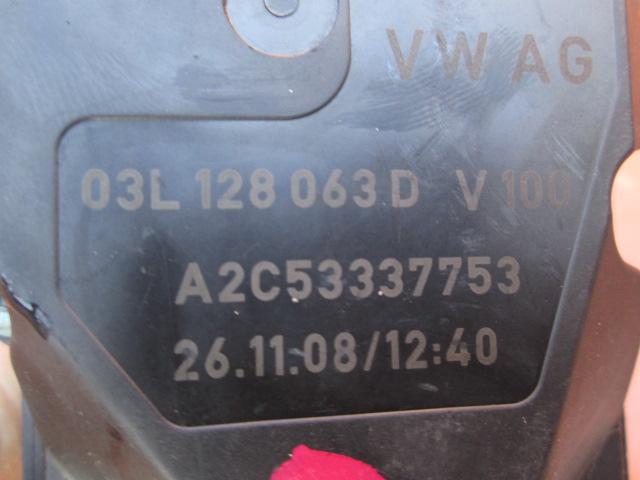 VW AG
03L 128 063 D V 100
A2C53337753
26.11.08/12:40